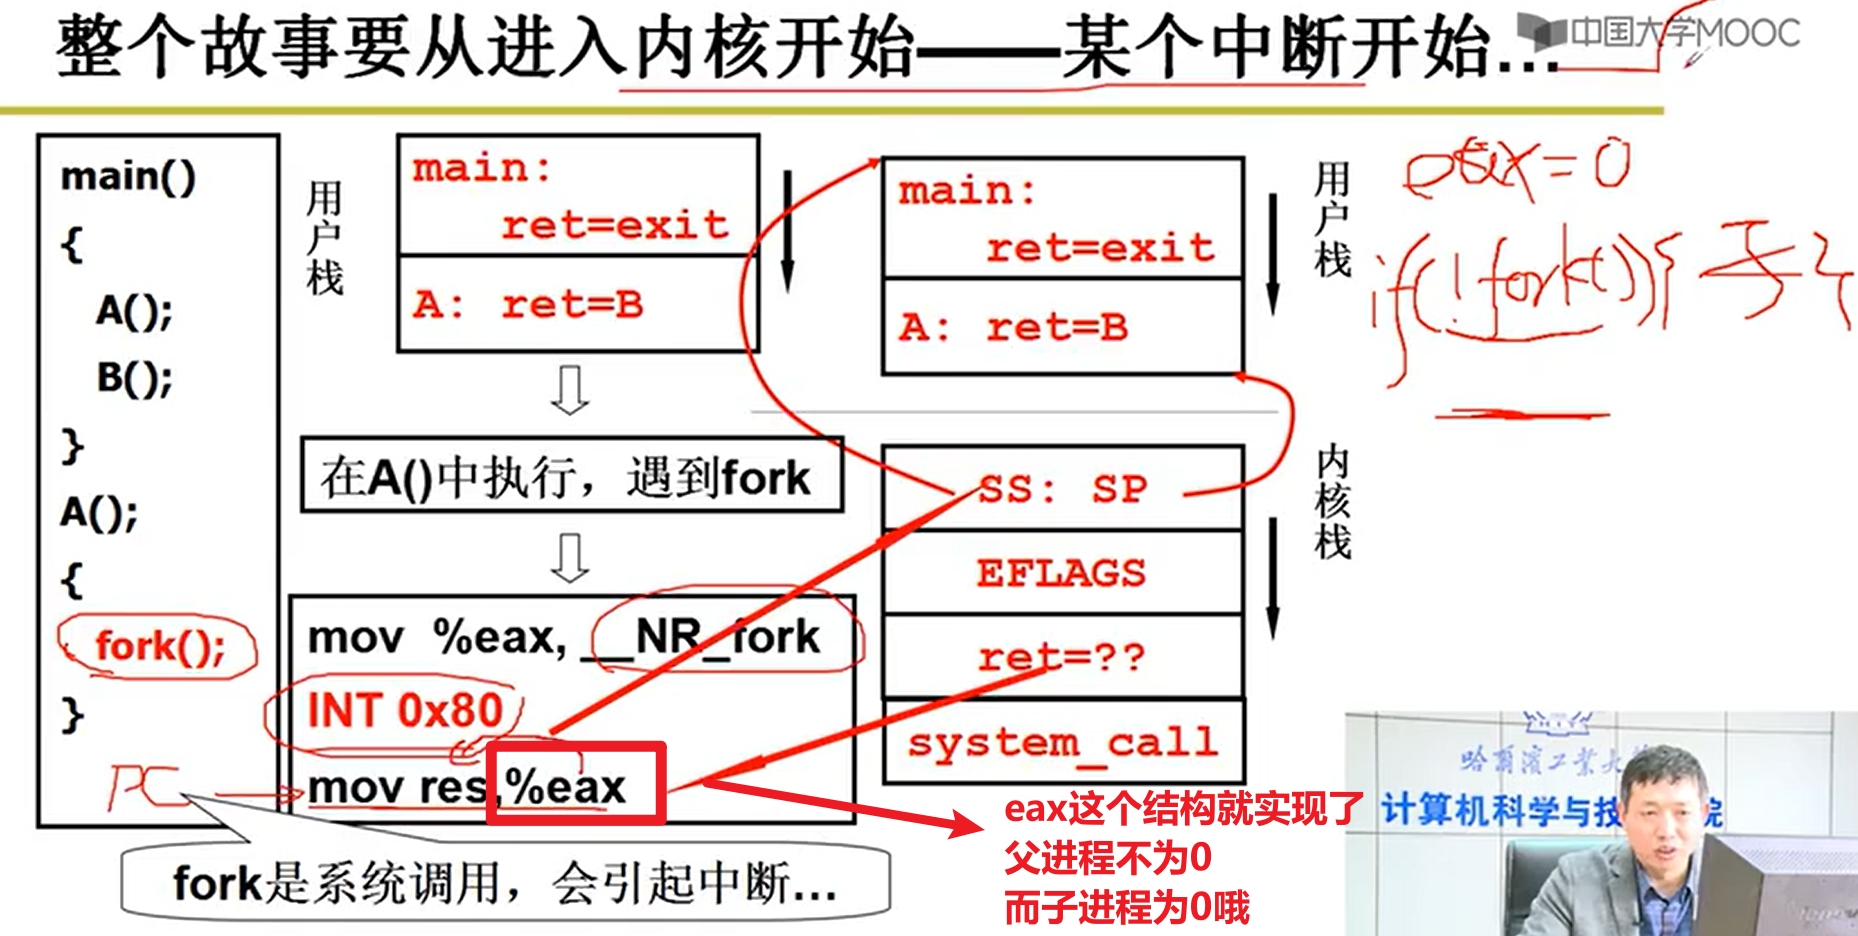 整个故事要从进入内核开始——某个中断开始...
中国大学MOOC
main()
{
A();
B();
}
A();
{
fork();
}
PC
用户栈
main:
ret=exit
A: ret=B
在A()中执行，遇到fork
mov %eax, __NR_fork
INT 0x80
mov res,%eax
fork是系统调用，会引起中断...
main:
ret=exit
A: ret=B
用户栈
SS: SP
EFLAGS
ret=??
system_call
内核栈
eax=0
if(!fork()){子}
eax这个结构就实现了
父进程不为0
而子进程为0哦
哈尔滨工业大
计算机科学与技 院